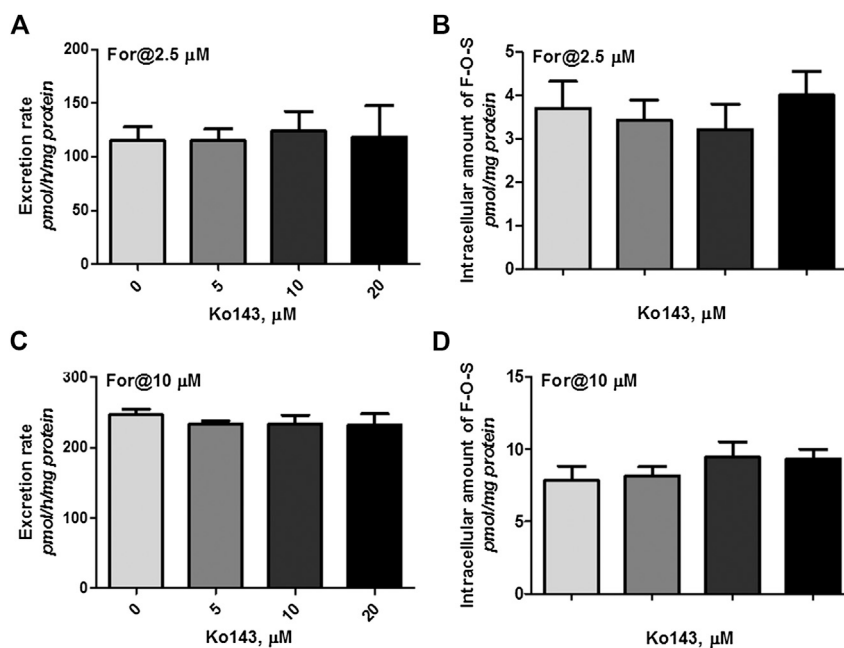 A
For@2.5 μM
Excretion rate
pmol/h/mg protein
200
150
100
50
0
0 5 10 20
Ko143, μM
B
For@2.5 μM
Intracellular amount of F-O-S
pmol/mg protein
5
4
3
2
1
0
Ko143, μM
C
For@10 μM
Excretion rate
pmol/h/mg protein
300
200
100
0
0 5 10 20
Ko143, μM
D
For@10 μM
Intracellular amount of F-O-S
pmol/mg protein
15
10
5
0
Ko143, μM